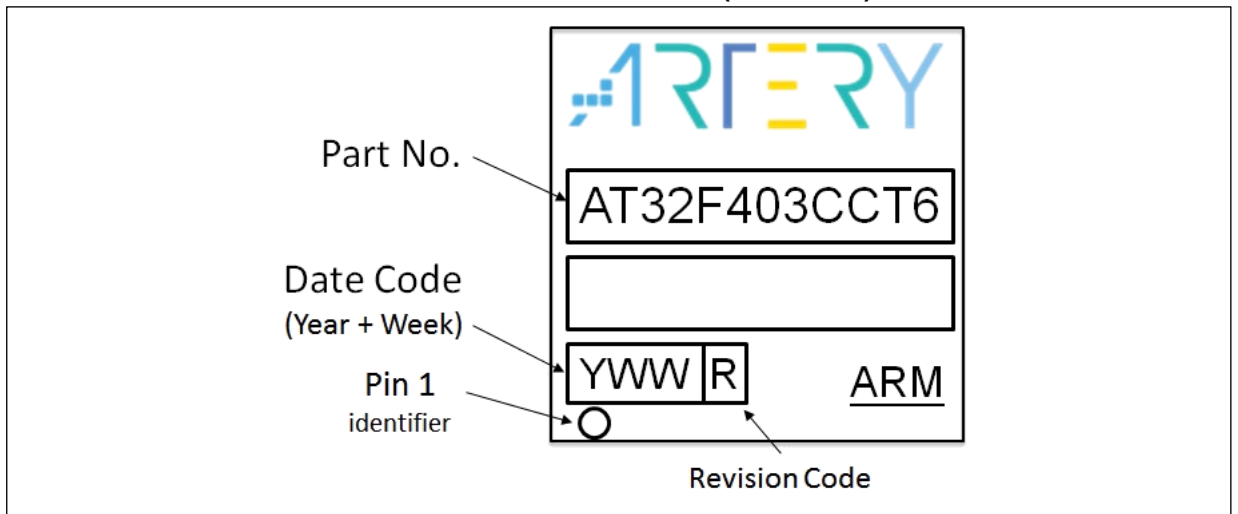 ARTERY
Part No.
AT32F403CCT6
Date Code
(Year + Week)
YWW R
ARM
Pin 1
identifier
Revision Code